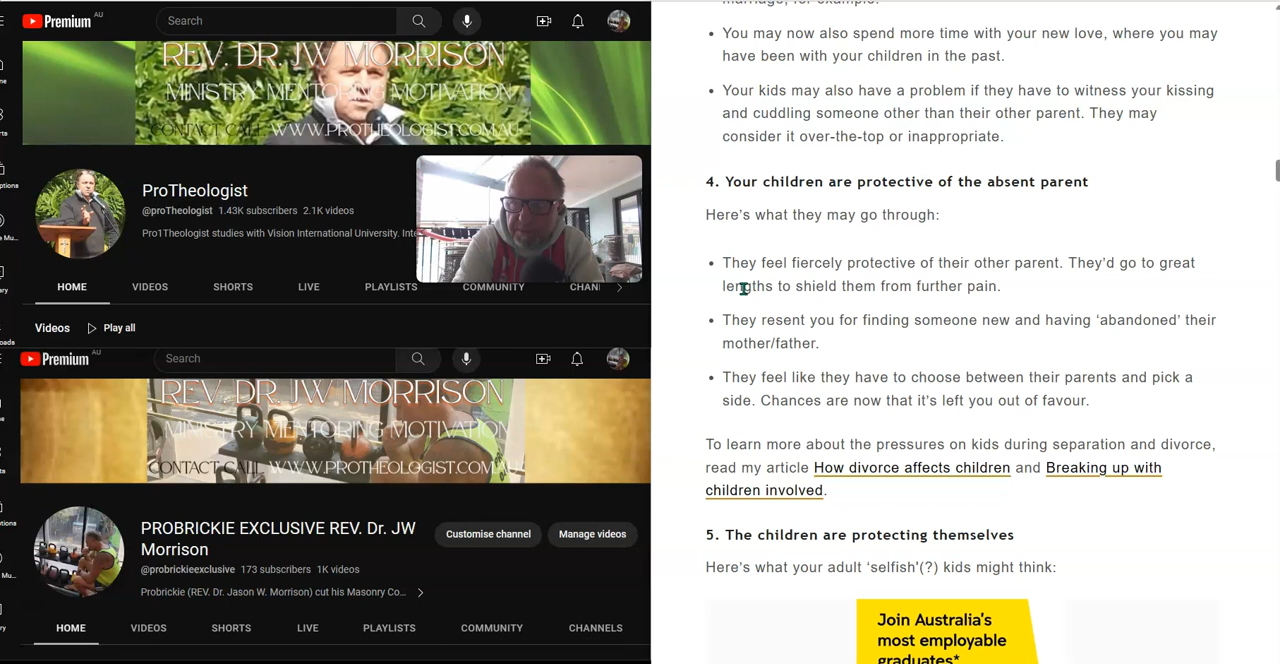 Premium AU
Search
REV. DR. JW MORRISON
MINISTRY MENTORING MOTIVATION
CONTACT CALL WWW.PROTHEOLOGIST.COM.AU
ProTheologist
@proTheologist 1.43K subscribers 2.1K videos
Pro1Theologist studies with Vision International University. Inte
HOME VIDEOS SHORTS LIVE PLAYLISTS COMMUNITY CHANI
Videos Play all
Premium AU
Search
REV. DR. JW MORRISON
MINISTRY MENTORING MOTIVATION
CONTACT CALL WWW.PROTHEOLOGIST.COM.AU
PROBRICKIE EXCLUSIVE REV. Dr. JW
Morrison
Customise channel
Manage videos
@probrickieexclusive 173 subscribers 1K videos
Probrickie (REV. Dr. Jason W. Morrison) cut his Masonry Co...
HOME VIDEOS SHORTS LIVE PLAYLISTS COMMUNITY CHANNELS
marriage, for example.
• You may now also spend more time with your new love, where you may
have been with your children in the past.
• Your kids may also have a problem if they have to witness your kissing
and cuddling someone other than their other parent. They may
consider it over-the-top or inappropriate.
4. Your children are protective of the absent parent
Here's what they may go through:
• They feel fiercely protective of their other parent. They'd go to great
lengths to shield them from further pain.
• They resent you for finding someone new and having ‘abandoned’ their
mother/father.
• They feel like they have to choose between their parents and pick a
side. Chances are now that it's left you out of favour.
To learn more about the pressures on kids during separation and divorce,
read my article How divorce affects children and Breaking up with
children involved.
5. The children are protecting themselves
Here's what your adult ‘selfish'(?) kids might think:
Join Australia's
most employable
graduates*